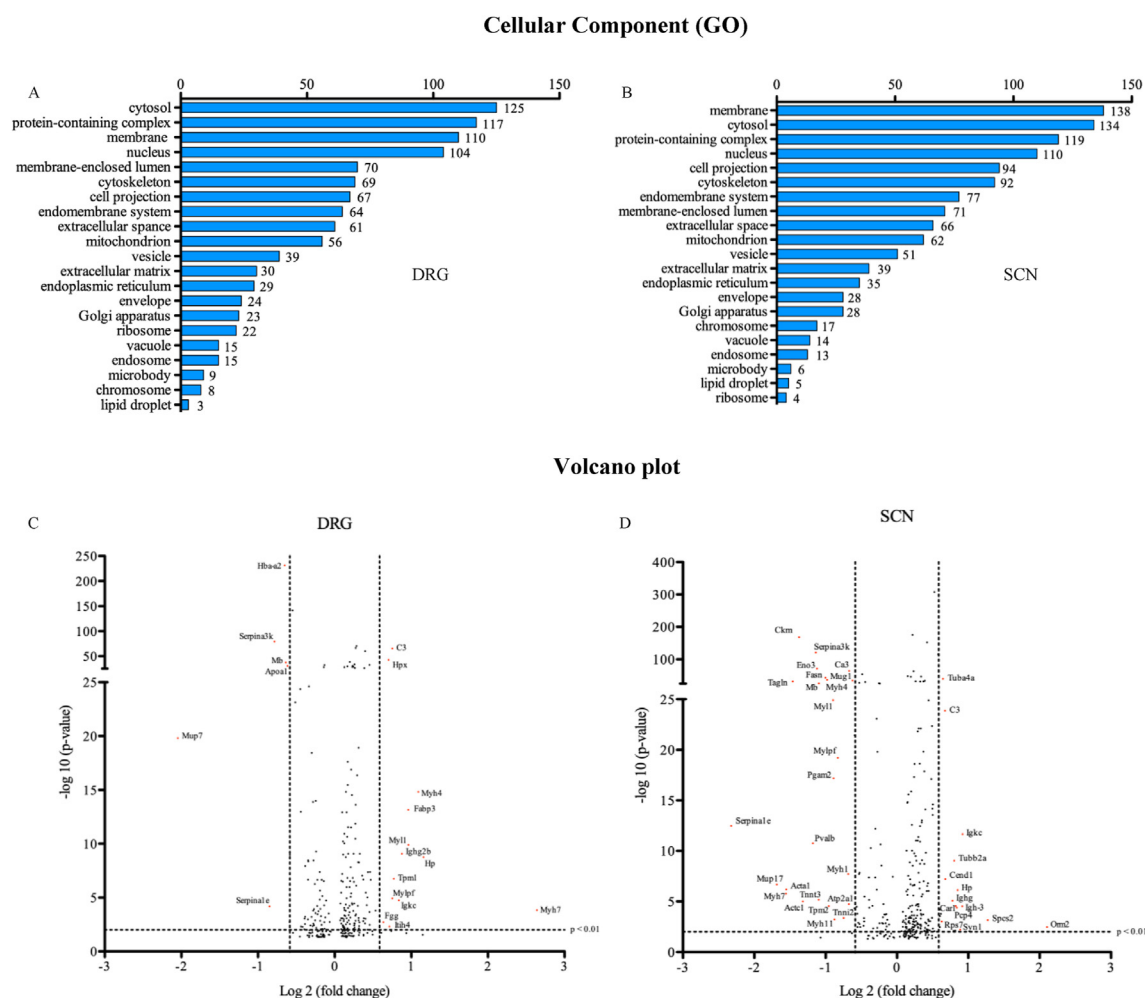 Cellular Component (GO)
A
0 50 100 150
cytosol 125
protein-containing complex 117
membrane 110
nucleus 104
membrane-enclosed lumen 70
cytoskeleton 69
cell projection 67
endomembrane system 64
extracellular spance 61
mitochondrion 56
vesicle 39
extracellular matrix 30
endoplasmic reticulum 29
envelope 24
Golgi apparatus 23
ribosome 22
vacuole 15
endosome 15
microbody 9
chromosome 8
lipid droplet 3
DRG
B
0 50 100 150
membrane 138
cytosol 134
protein-containing complex 119
nucleus 110
cell projection 94
cytoskeleton 92
endomembrane system 77
membrane-enclosed lumen 71
extracellular space 66
mitochondrion 62
vesicle 51
extracellular matrix 39
endoplasmic reticulum 35
envelope 28
Golgi apparatus 28
chromosome 17
vacuole 14
endosome 13
microbody 6
lipid droplet 5
ribosome 4
SCN
Volcano plot
C
DRG
-log 10 (p-value)
250
200
150
100
50
25
20
15
10
5
0
Hba-a2
Serpina3k
Mb
Apoa1
C3
Hpx
Mup7
Myh4
Fabp3
Myl1
Ighg2b
Hp
Tpm1
Mylpf
Igkc
Serpina1e
Myh7
Fgg
Itih4
p < 0.01
-3 -2 -1 0 1 2 3
Log 2 (fold change)
D
SCN
-log 10 (p-value)
400
300
200
100
25
20
15
10
5
0
Ckm
Serpina3k
Eno3
Ca3
Fasn
Mug1
Tagln
Mb
Myh4
Tuba4a
Myl1
C3
Mylpf
Pgam2
Serpina1e
Pvalb
Igkc
Tubb2a
Myh1
Mup17
Acta1
Myh7
Tnnt3
Atp2a1
Actc1
Tpm2
Tnni2
Myh11
Hp
Ighg
Igh-3
Pcp4
Spcs2
Rps7
Syn1
Orm2
p < 0.01
-3 -2 -1 0 1 2 3
Log 2 (fold change)